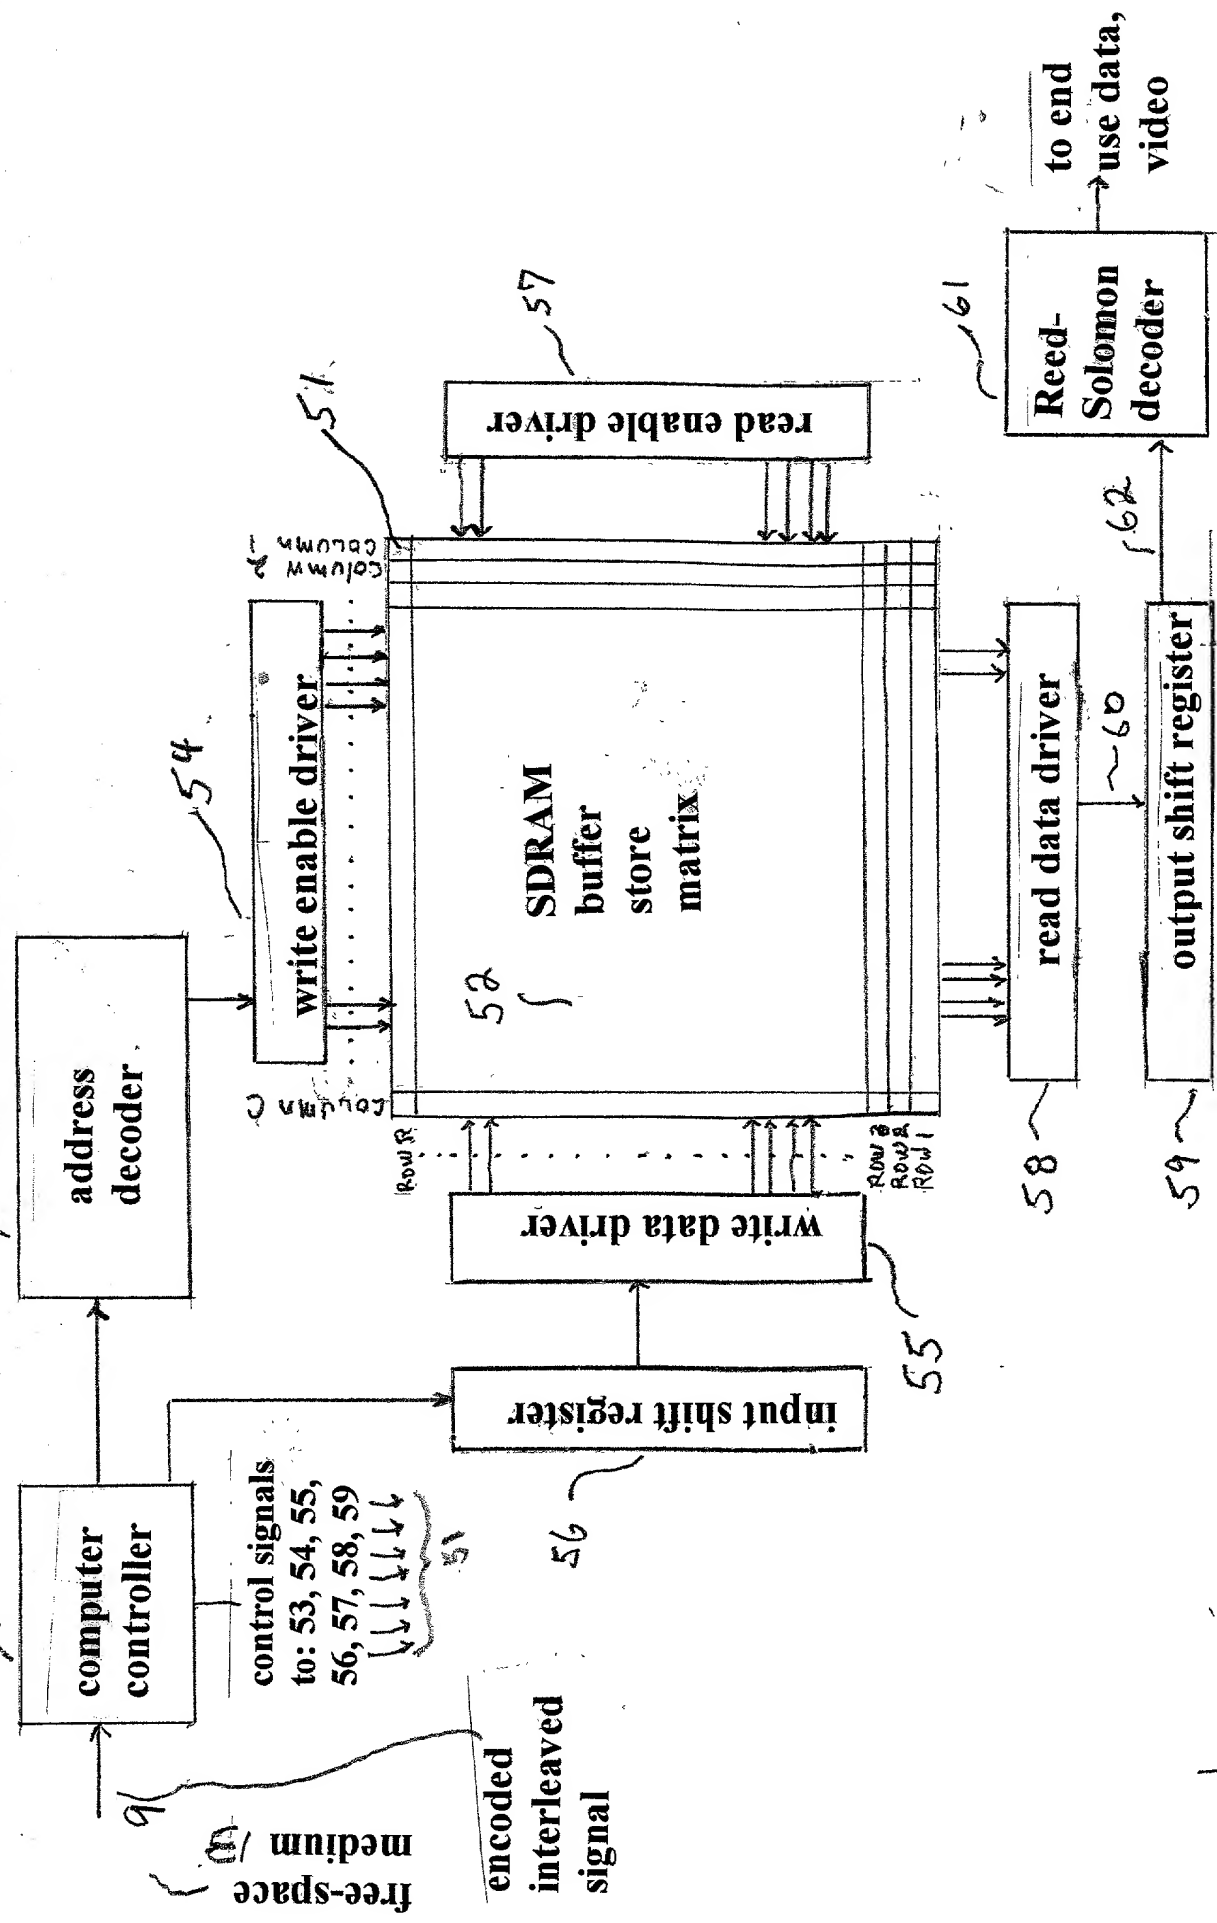 computer
controller
address
decoder
control signals
to: 53, 54, 55,
56, 57, 58, 59
51
9
free-space
medium 13
encoded
interleaved
signal
54
write enable driver
COLUMN C
COLUMN 2
COLUMN 1
51
ROW R
ROW 3
ROW 2
ROW 1
52
SDRAM
buffer
store
matrix
read enable driver
57
write data driver
55
input shift register
56
read data driver
58
60
output shift register
59
62
Reed-
Solomon
decoder
61
to end
use data,
video